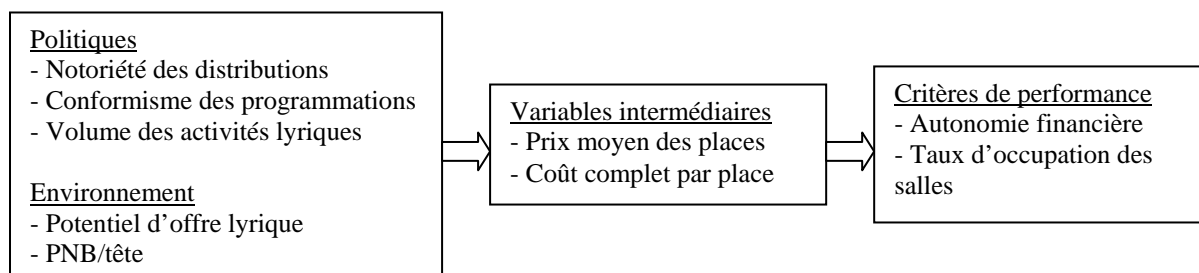 Politiques
- Notoriété des distributions
- Conformisme des programmations
- Volume des activités lyriques
Environnement
- Potentiel d'offre lyrique
- PNB/tête
Variables intermédiaires
- Prix moyen des places
- Coût complet par place
Critères de performance
- Autonomie financière
- Taux d'occupation des
salles